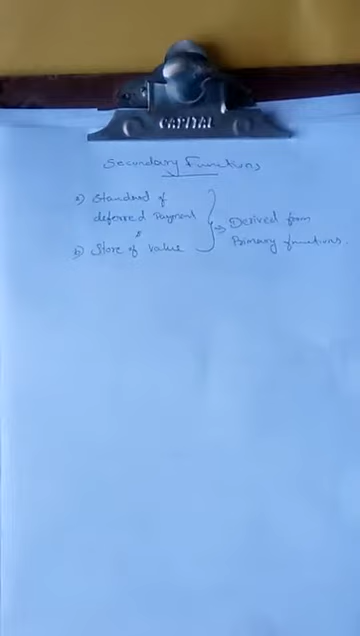 CAPITAL
Secondary Functions
a) Standard of
deferred Payment
&
b) Store of value
→ Derived from
Primary functions.